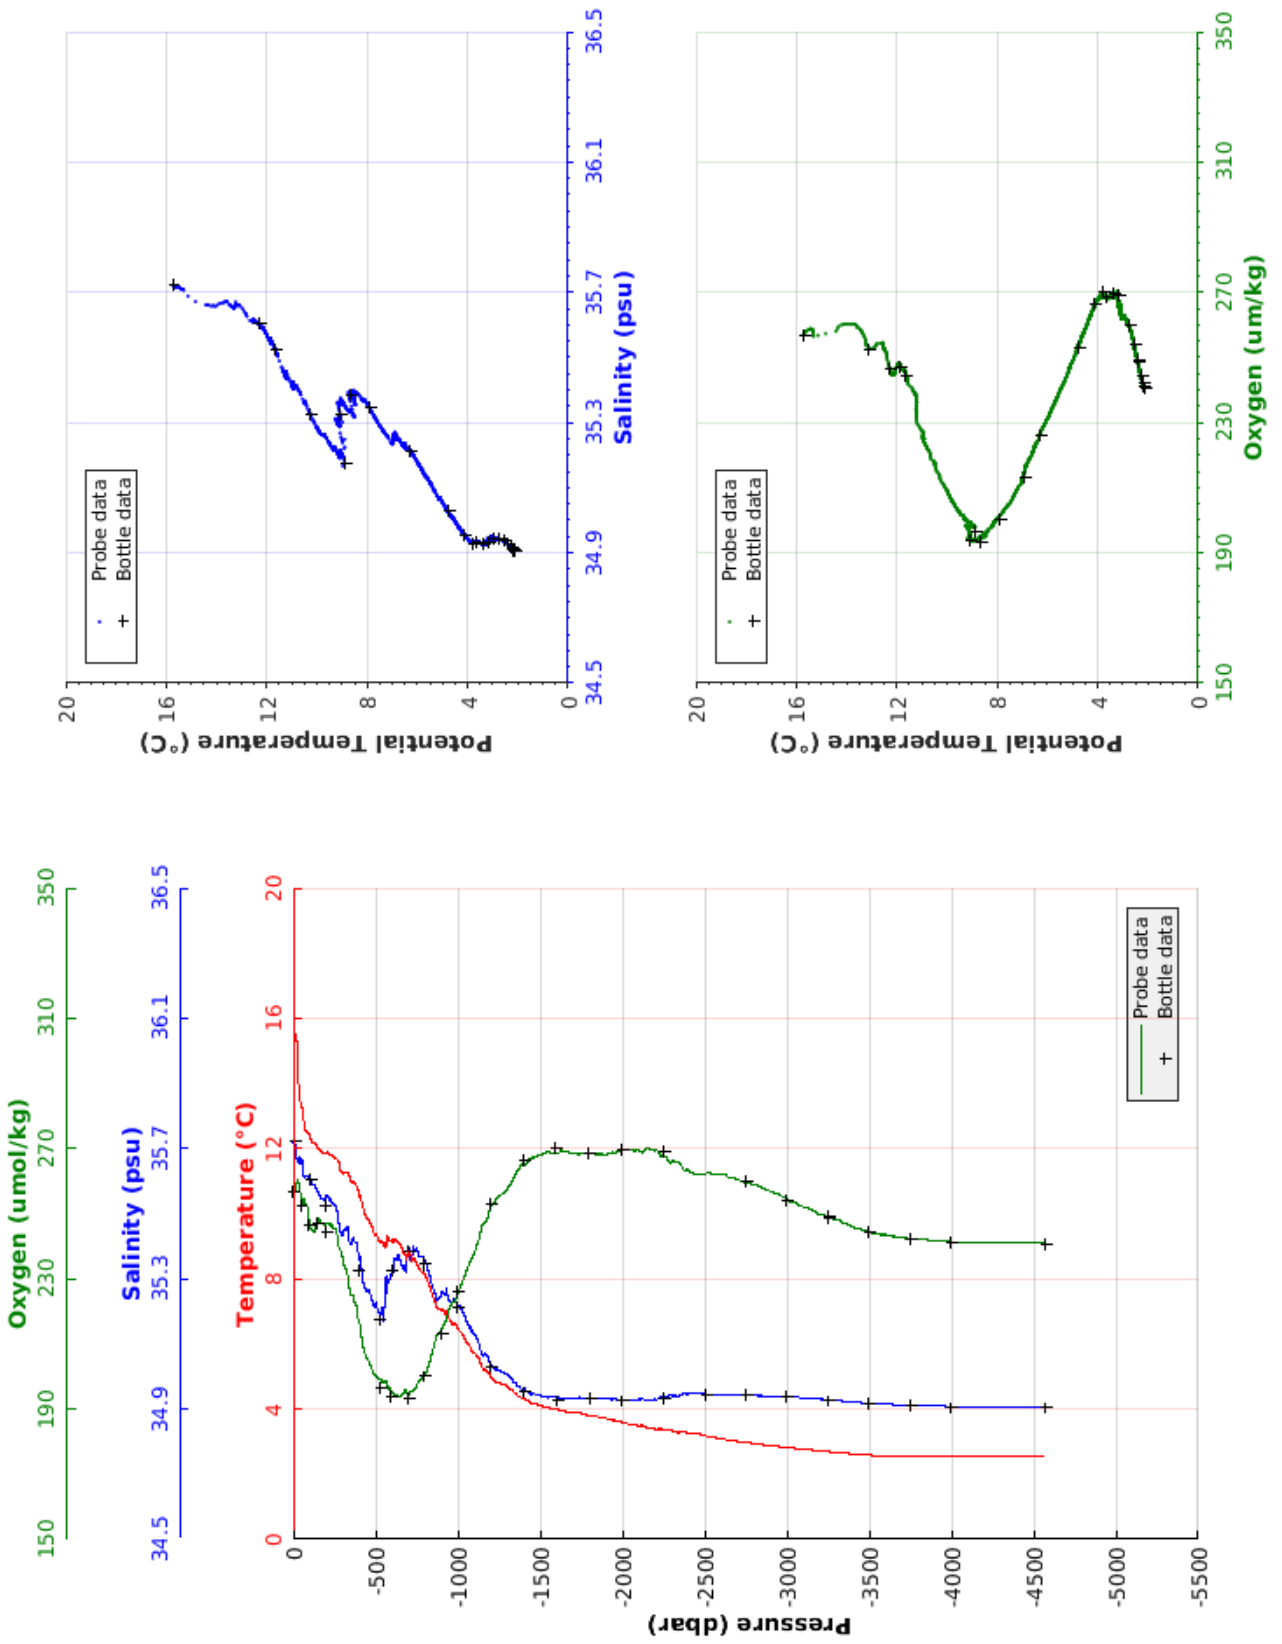 Oxygen (umol/kg)
150 190 230 270 310 350
Salinity (psu)
34.5 34.9 35.3 35.7 36.1 36.5
Temperature (°C)
0 4 8 12 16 20
Pressure (dbar)
0
-500
-1000
-1500
-2000
-2500
-3000
-3500
-4000
-4500
-5000
-5500
Probe data
Bottle data
Potential Temperature (°C)
20
16
12
8
4
0
Probe data
Bottle data
34.5 34.9 35.3 35.7 36.1 36.5
Salinity (psu)
Potential Temperature (°C)
20
16
12
8
4
0
Probe data
Bottle data
150 190 230 270 310 350
Oxygen (um/kg)